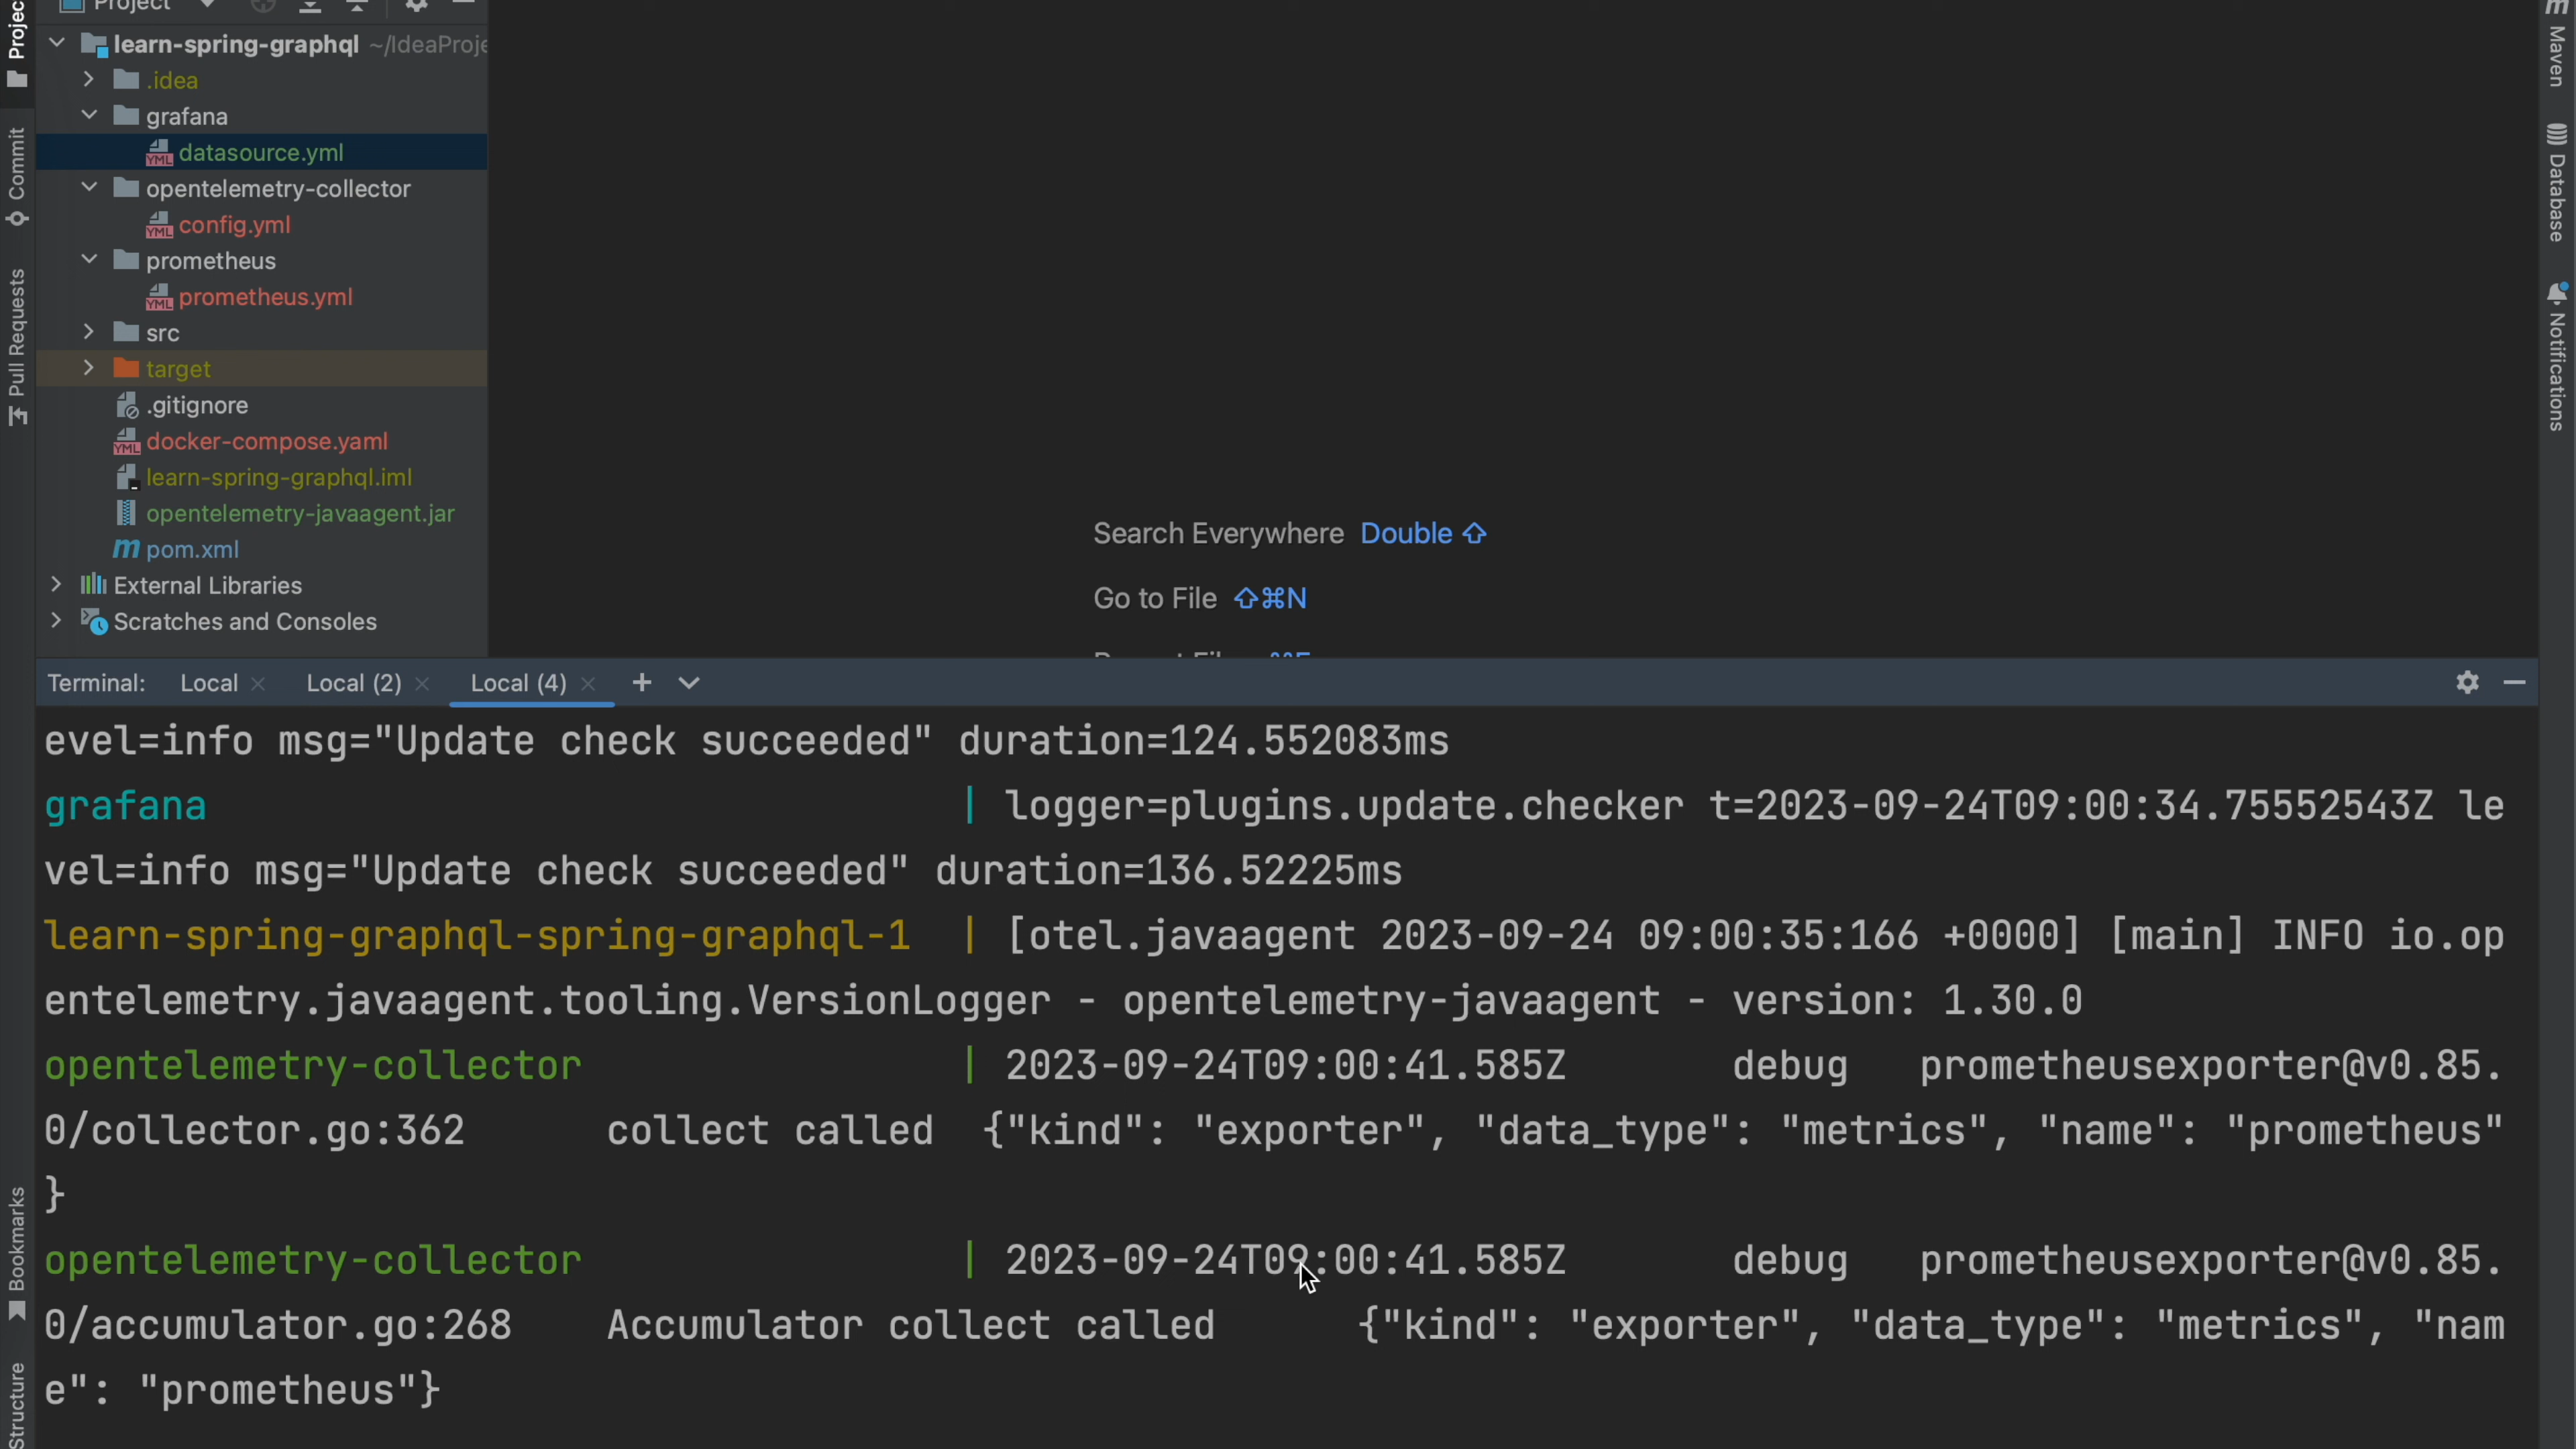 Project
learn-spring-graphql ~/IdeaProje
.idea
grafana
datasource.yml
opentelemetry-collector
config.yml
prometheus
prometheus.yml
src
target
.gitignore
docker-compose.yaml
learn-spring-graphql.iml
opentelemetry-javaagent.jar
pom.xml
External Libraries
Scratches and Consoles
Projec
Commit
Pull Requests
Bookmarks
Structure
Search Everywhere Double ⇧
Go to File ⇧⌘N
Maven
Database
Notifications
Terminal: Local Local (2) Local (4)
evel=info msg="Update check succeeded" duration=124.552083ms
grafana | logger=plugins.update.checker t=2023-09-24T09:00:34.75552543Z le
vel=info msg="Update check succeeded" duration=136.52225ms
learn-spring-graphql-spring-graphql-1 | [otel.javaagent 2023-09-24 09:00:35:166 +0000] [main] INFO io.op
entelemetry.javaagent.tooling.VersionLogger - opentelemetry-javaagent - version: 1.30.0
opentelemetry-collector | 2023-09-24T09:00:41.585Z debug prometheusexporter@v0.85.
0/collector.go:362 collect called {"kind": "exporter", "data_type": "metrics", "name": "prometheus"
}
opentelemetry-collector | 2023-09-24T09:00:41.585Z debug prometheusexporter@v0.85.
0/accumulator.go:268 Accumulator collect called {"kind": "exporter", "data_type": "metrics", "nam
e": "prometheus"}